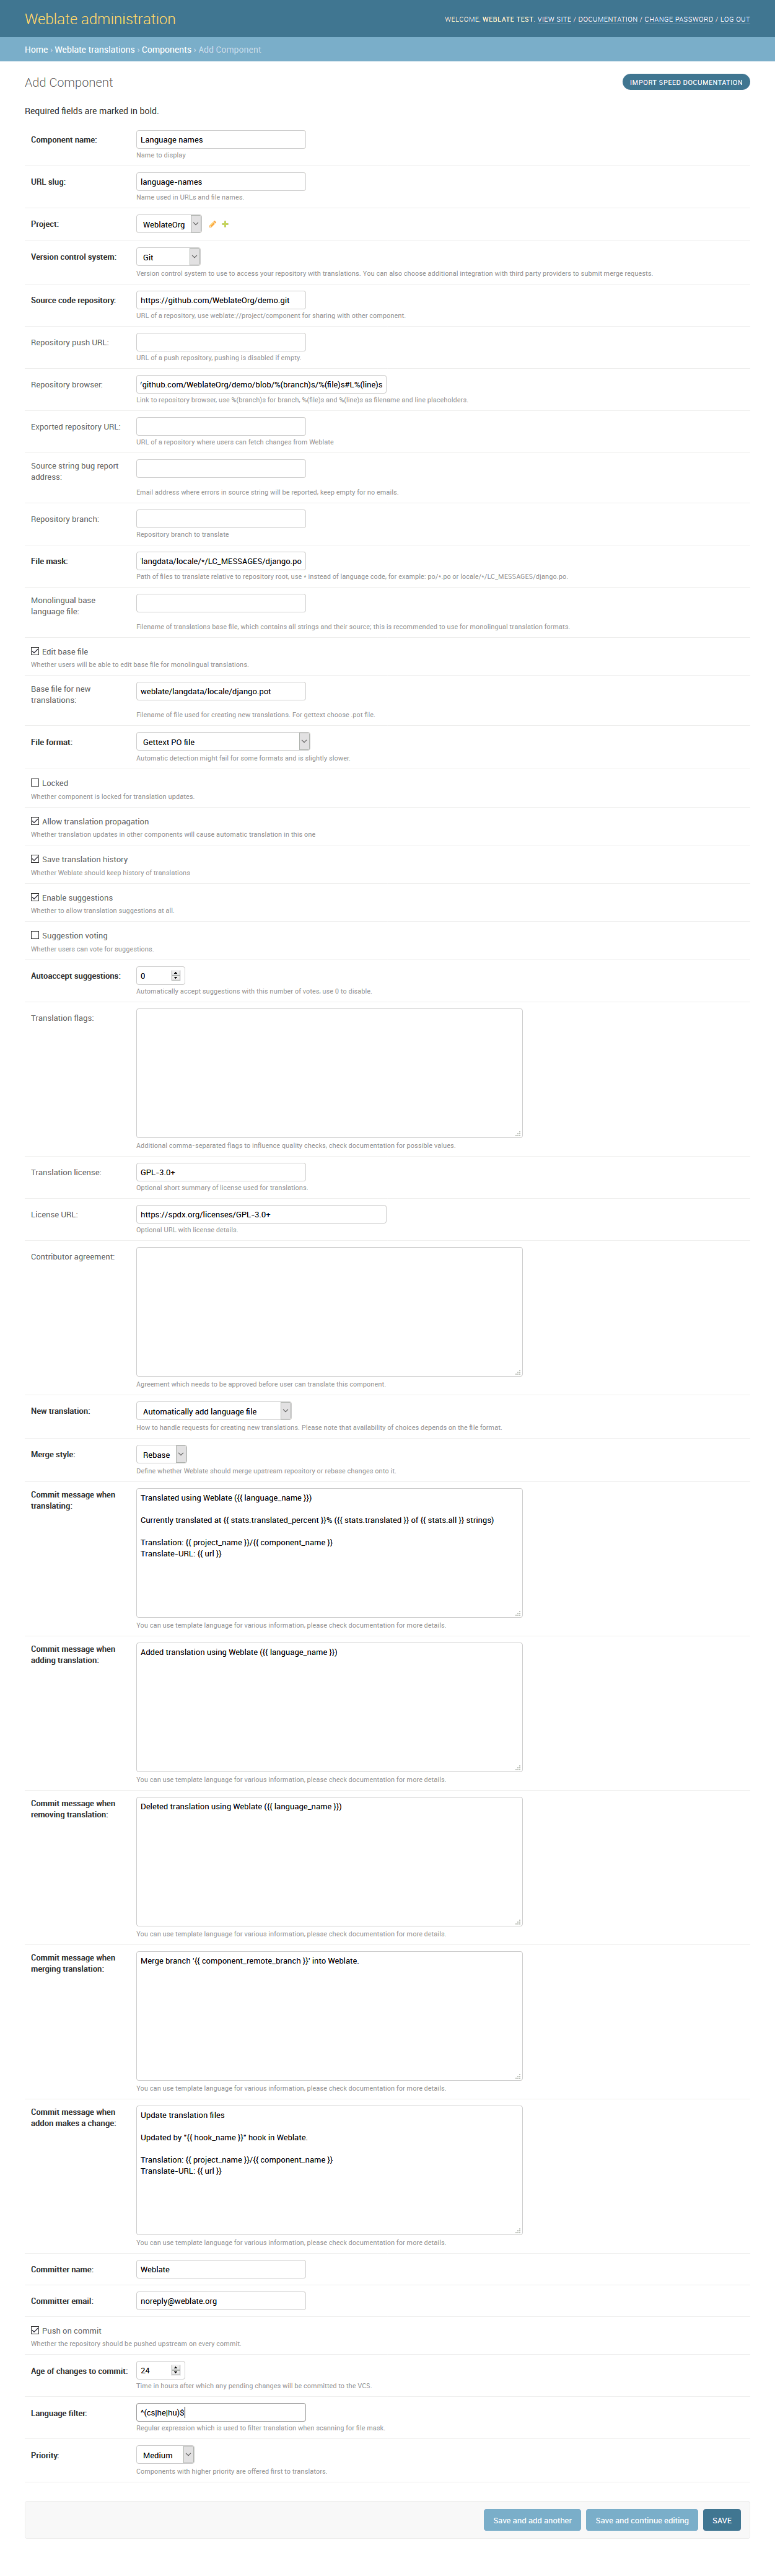 Weblate administration
WELCOME, WEBLATE TEST. VIEW SITE / DOCUMENTATION / CHANGE PASSWORD / LOG OUT
Home › Weblate translations › Components › Add Component
Add Component
IMPORT SPEED DOCUMENTATION
Required fields are marked in bold.
Component name:
Language names
Name to display
URL slug:
language-names
Name used in URLs and file names.
Project:
WeblateOrg
Version control system:
Git
Version control system to use to access your repository with translations. You can also choose additional integration with third party providers to submit merge requests.
Source code repository:
https://github.com/WeblateOrg/demo.git
URL of a repository, use weblate://project/component for sharing with other component.
Repository push URL:
URL of a push repository, pushing is disabled if empty.
Repository browser:
github.com/WeblateOrg/demo/blob/%(branch)s/%(file)s#L%(line)s
Link to repository browser, use %(branch)s for branch, %(file)s and %(line)s as filename and line placeholders.
Exported repository URL:
URL of a repository where users can fetch changes from Weblate
Source string bug report
address:
Email address where errors in source string will be reported, keep empty for no emails.
Repository branch:
Repository branch to translate
File mask:
langdata/locale/*/LC_MESSAGES/django.po
Path of files to translate relative to repository root, use * instead of language code, for example: po/*.po or locale/*/LC_MESSAGES/django.po.
Monolingual base
language file:
Filename of translations base file, which contains all strings and their source; this is recommended to use for monolingual translation formats.
Edit base file
Whether users will be able to edit base file for monolingual translations.
Base file for new
translations:
weblate/langdata/locale/django.pot
Filename of file used for creating new translations. For gettext choose .pot file.
File format:
Gettext PO file
Automatic detection might fail for some formats and is slightly slower.
Locked
Whether component is locked for translation updates.
Allow translation propagation
Whether translation updates in other components will cause automatic translation in this one
Save translation history
Whether Weblate should keep history of translations
Enable suggestions
Whether to allow translation suggestions at all.
Suggestion voting
Whether users can vote for suggestions.
Autoaccept suggestions:
0
Automatically accept suggestions with this number of votes, use 0 to disable.
Translation flags:
Additional comma-separated flags to influence quality checks, check documentation for possible values.
Translation license:
GPL-3.0+
Optional short summary of license used for translations.
License URL:
https://spdx.org/licenses/GPL-3.0+
Optional URL with license details.
Contributor agreement:
Agreement which needs to be approved before user can translate this component.
New translation:
Automatically add language file
How to handle requests for creating new translations. Please note that availability of choices depends on the file format.
Merge style:
Rebase
Define whether Weblate should merge upstream repository or rebase changes onto it.
Commit message when
translating:
Translated using Weblate ({{ language_name }})
Currently translated at {{ stats.translated_percent }}% ({{ stats.translated }} of {{ stats.all }} strings)
Translation: {{ project_name }}/{{ component_name }}
Translate-URL: {{ url }}
You can use template language for various information, please check documentation for more details.
Commit message when
adding translation:
Added translation using Weblate ({{ language_name }})
You can use template language for various information, please check documentation for more details.
Commit message when
removing translation:
Deleted translation using Weblate ({{ language_name }})
You can use template language for various information, please check documentation for more details.
Commit message when
merging translation:
Merge branch '{{ component_remote_branch }}' into Weblate.
You can use template language for various information, please check documentation for more details.
Commit message when
addon makes a change:
Update translation files
Updated by "{{ hook_name }}" hook in Weblate.
Translation: {{ project_name }}/{{ component_name }}
Translate-URL: {{ url }}
You can use template language for various information, please check documentation for more details.
Committer name:
Weblate
Committer email:
noreply@weblate.org
Push on commit
Whether the repository should be pushed upstream on every commit.
Age of changes to commit:
24
Time in hours after which any pending changes will be committed to the VCS.
Language filter:
^(cs|he|hu)$
Regular expression which is used to filter translation when scanning for file mask.
Priority:
Medium
Components with higher priority are offered first to translators.
Save and add another
Save and continue editing
SAVE